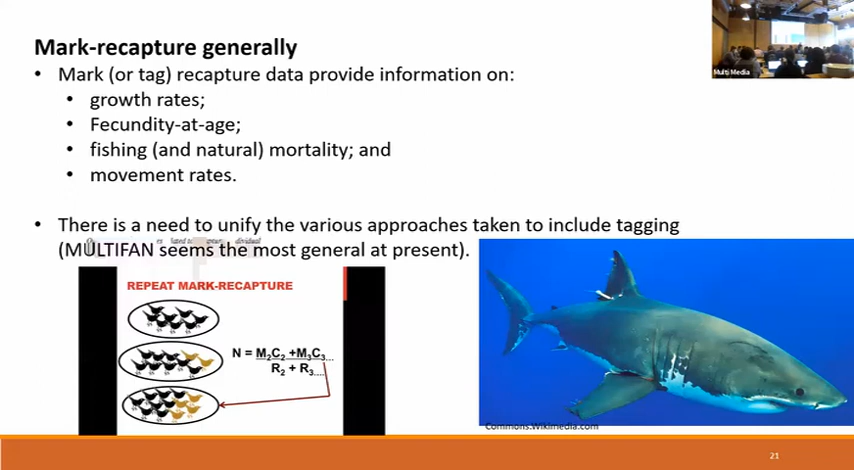 Multi Media
Mark-recapture generally
• Mark (or tag) recapture data provide information on:
• growth rates;
• Fecundity-at-age;
• fishing (and natural) mortality; and
• movement rates.
• There is a need to unify the various approaches taken to include tagging
(MULTIFAN seems the most general at present).
REPEAT MARK-RECAPTURE
N = M2C2 +M3C3...
R2 + R3....
Commons.Wikimedia.com
21